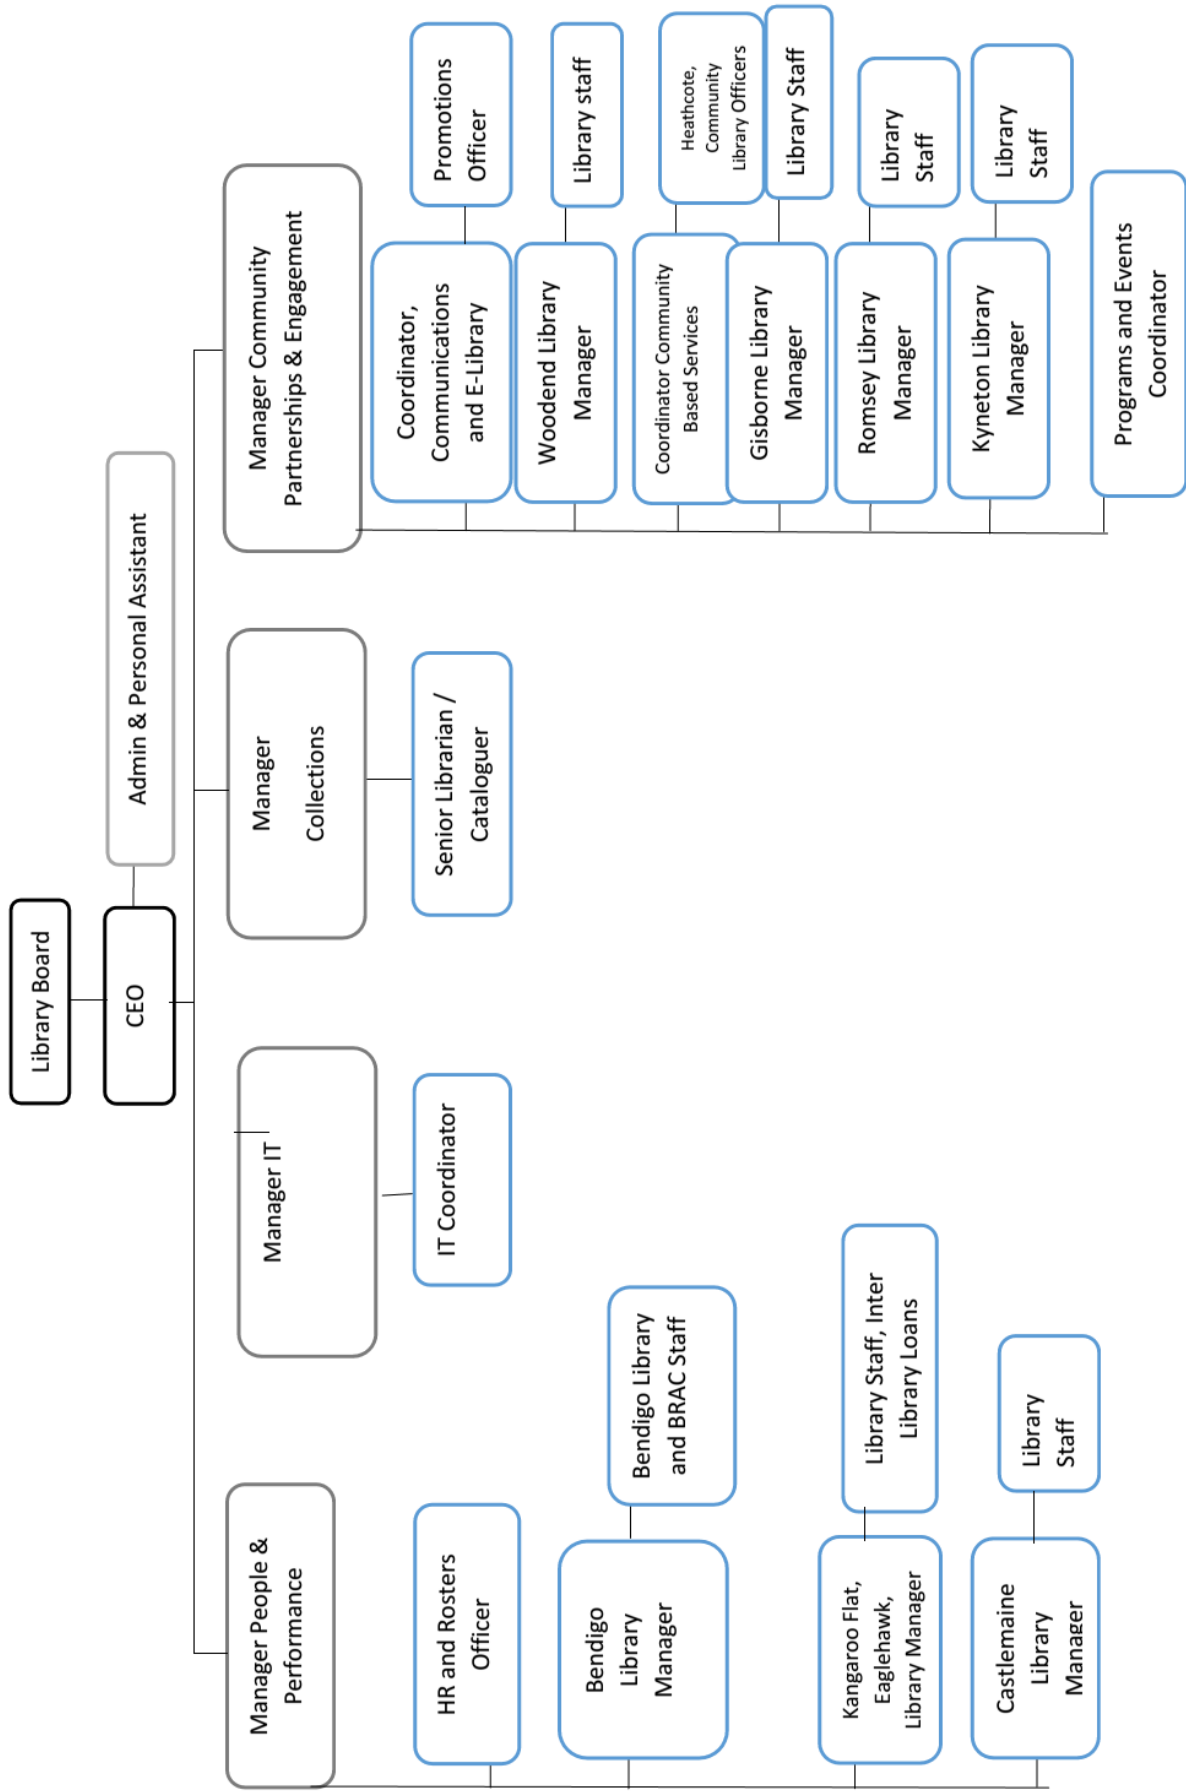 Library Board
CEO
Admin & Personal Assistant
Manager People &
Performance
Manager IT
Manager
Collections
Manager Community
Partnerships & Engagement
HR and Rosters
Officer
Bendigo
Library
Manager
Bendigo Library
and BRAC Staff
Kangaroo Flat,
Eaglehawk,
Library Manager
Library Staff, Inter
Library Loans
Castlemaine
Library
Manager
Library
Staff
IT Coordinator
Senior Librarian /
Cataloguer
Coordinator,
Communications
and E-Library
Promotions
Officer
Woodend Library
Manager
Library staff
Coordinator Community
Based Services
Heathcote,
Community
Library Officers
Gisborne Library
Manager
Library Staff
Romsey Library
Manager
Library
Staff
Kyneton Library
Manager
Library
Staff
Programs and Events
Coordinator